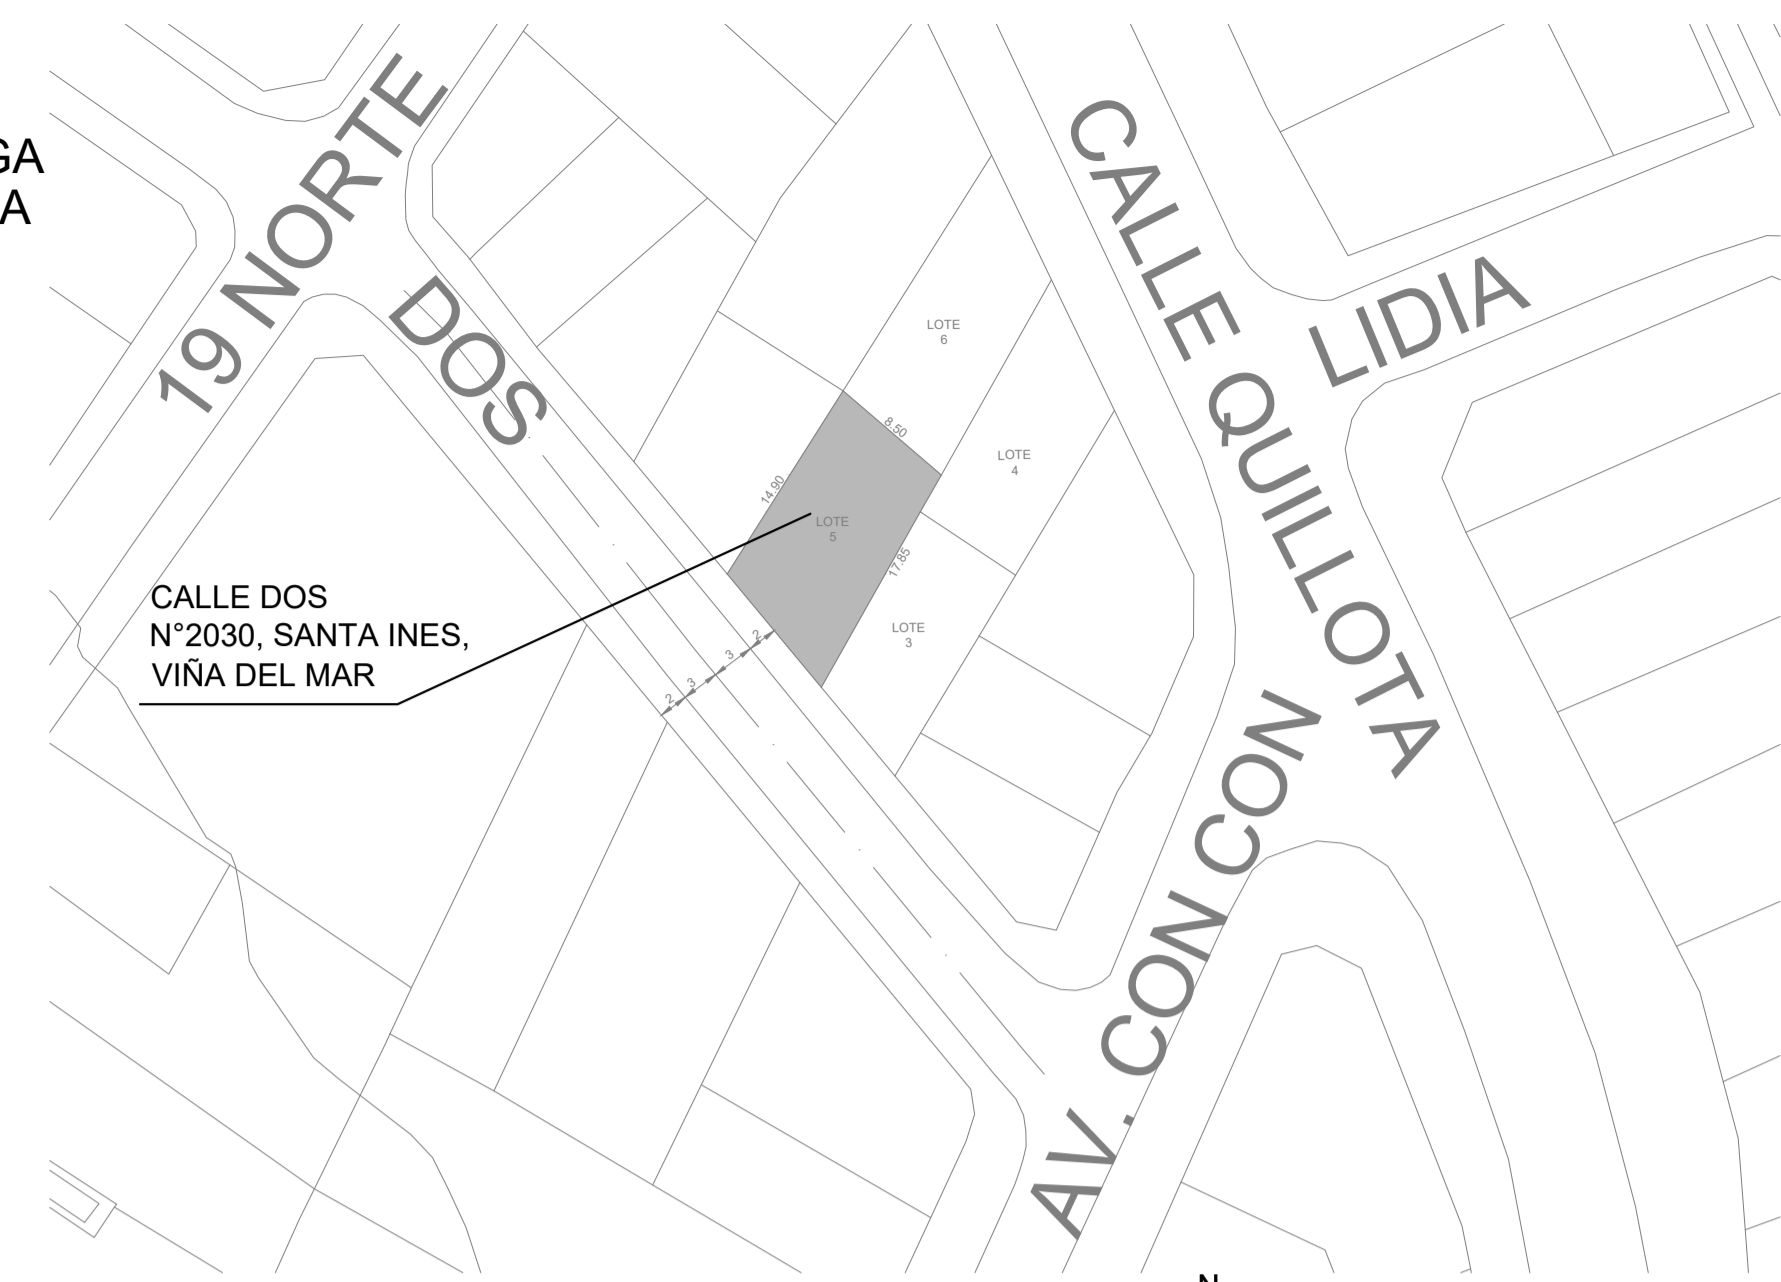 GA
A
19 NORTE
DOS
CALLE QUILLOTA
LIDIA
LOTE
6
8.50
LOTE
4
14.90
LOTE
5
17.85
CALLE DOS
N°2030, SANTA INES,
VIÑA DEL MAR
LOTE
3
2
3
3
2
AV. CON CON
N